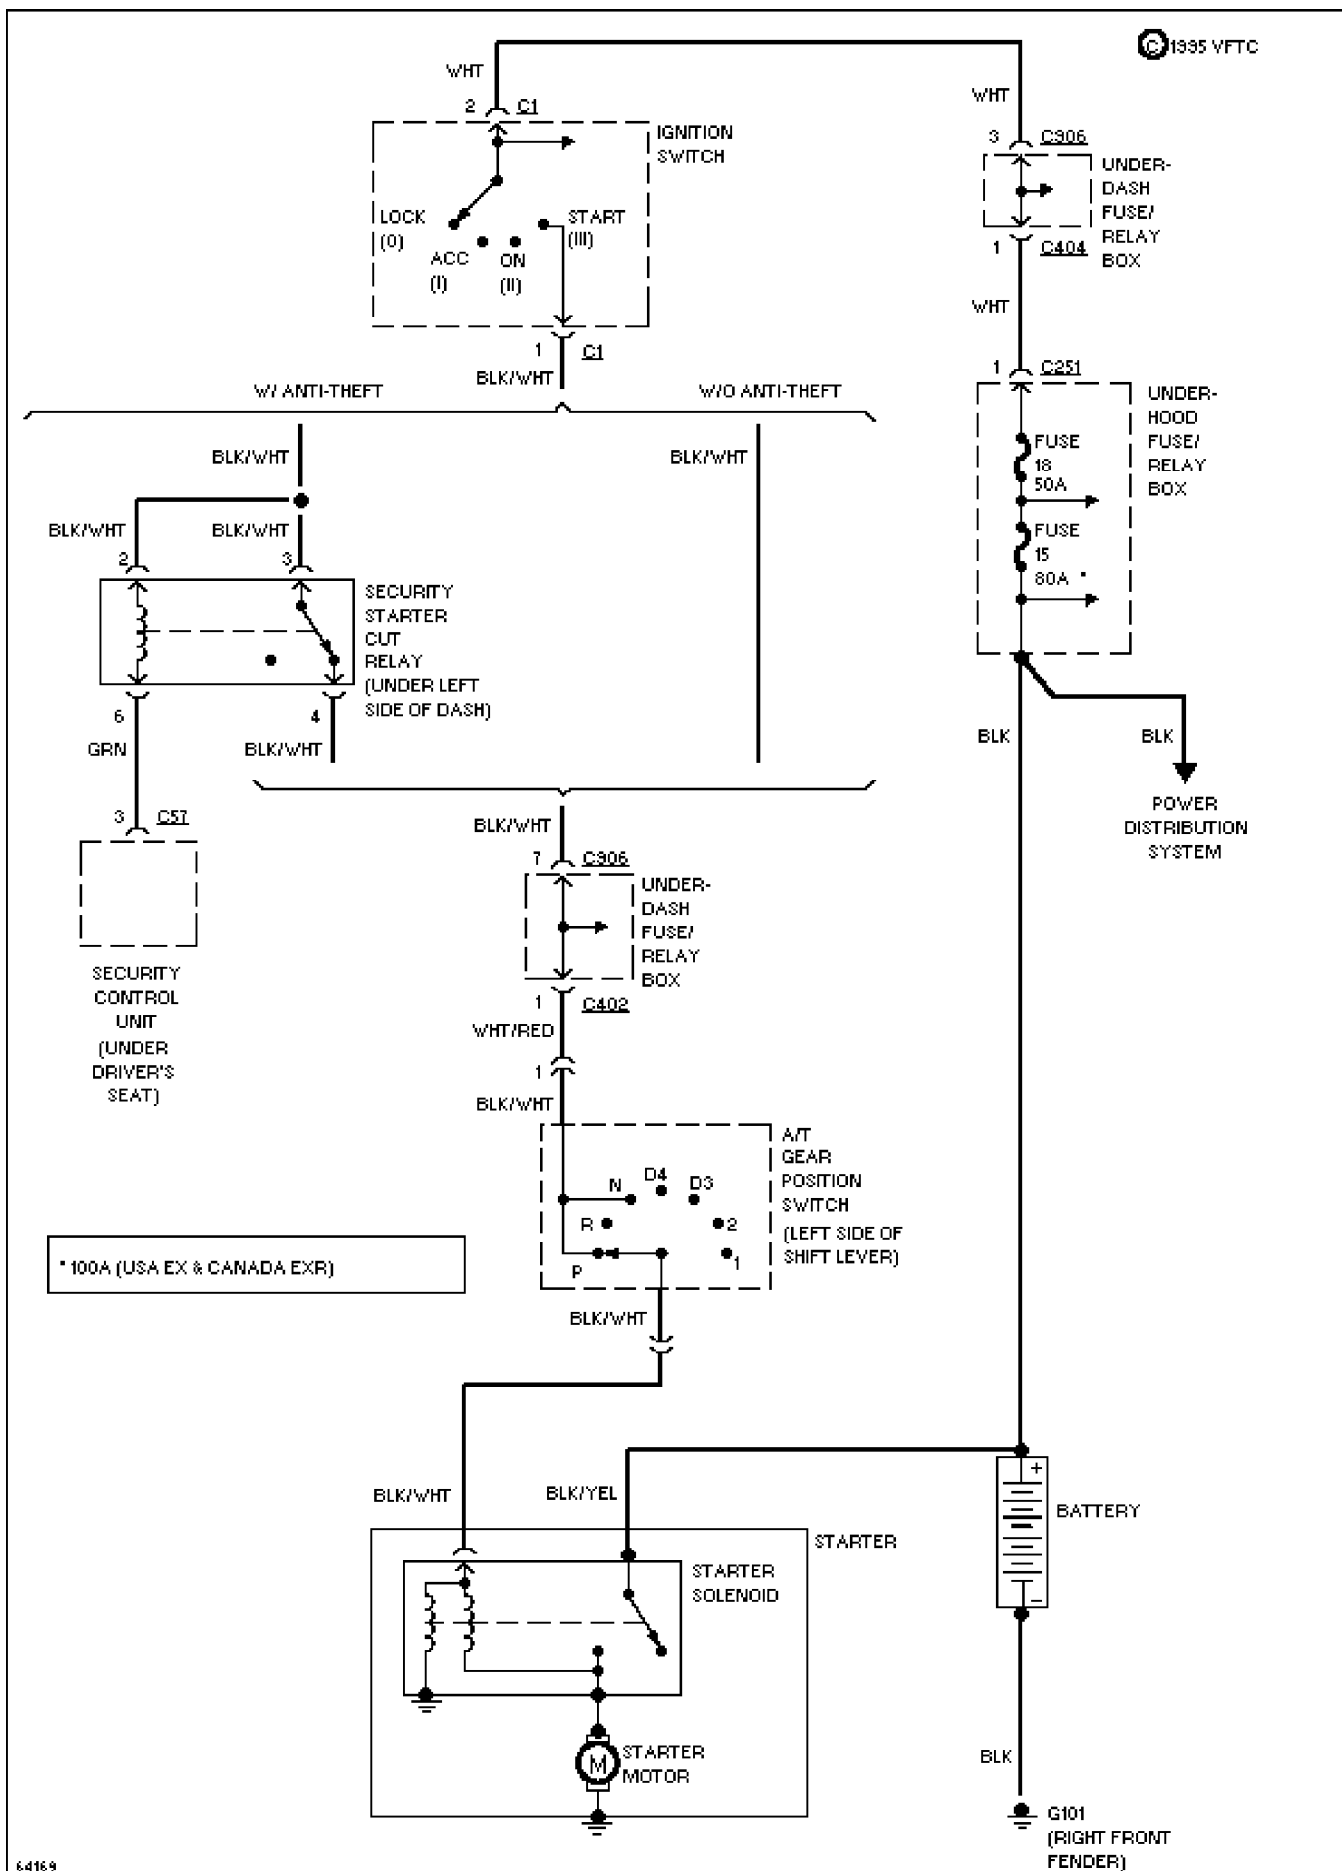 © 1995 VFTC
WHT
2 C1
IGNITION
SWITCH
LOCK
(0)
ACC
(I)
ON
(II)
START
(III)
1 C1
BLK/WHT
WHT
3 C906
UNDER-
DASH
FUSE/
RELAY
BOX
1 C404
WHT
1 C251
UNDER-
HOOD
FUSE/
RELAY
BOX
FUSE
18
50A
FUSE
15
80A *
BLK
BLK
POWER
DISTRIBUTION
SYSTEM
W/ ANTI-THEFT
W/O ANTI-THEFT
BLK/WHT
BLK/WHT
BLK/WHT
BLK/WHT
2
3
SECURITY
STARTER
CUT
RELAY
(UNDER LEFT
SIDE OF DASH)
6
4
GRN
BLK/WHT
3 C57
SECURITY
CONTROL
UNIT
(UNDER
DRIVER'S
SEAT)
BLK/WHT
7 C906
UNDER-
DASH
FUSE/
RELAY
BOX
1 C402
WHT/RED
1
BLK/WHT
A/T
GEAR
POSITION
SWITCH
(LEFT SIDE OF
SHIFT LEVER)
N
D4
D3
R
2
P
1
* 100A (USA EX & CANADA EXR)
BLK/WHT
BLK/WHT
BLK/YEL
STARTER
STARTER
SOLENOID
M
STARTER
MOTOR
+
BATTERY
-
BLK
G101
(RIGHT FRONT
FENDER)
64169